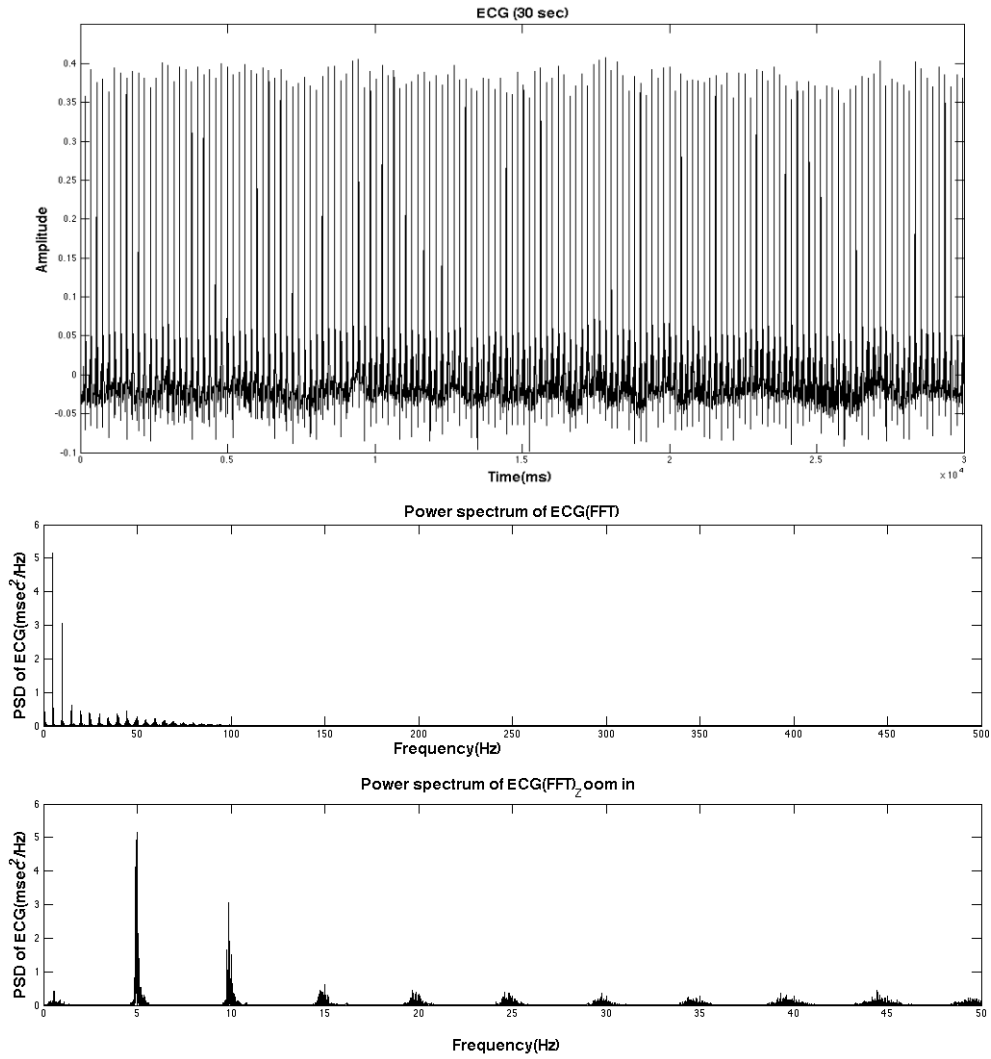 ECG (30 sec)
0.4
0.35
0.3
0.25
0.2
0.15
0.1
0.05
0
-0.05
-0.1
Amplitude
0 0.5 1 1.5 2 2.5 3
× 10⁴
Time(ms)
Power spectrum of ECG(FFT)
6
5
4
3
2
1
0
PSD of ECG(msec²/Hz)
0 50 100 150 200 250 300 350 400 450 500
Frequency(Hz)
Power spectrum of ECG(FFT)_Z oom in
6
5
4
3
2
1
0
PSD of ECG(msec²/Hz)
0 5 10 15 20 25 30 35 40 45 50
Frequency(Hz)